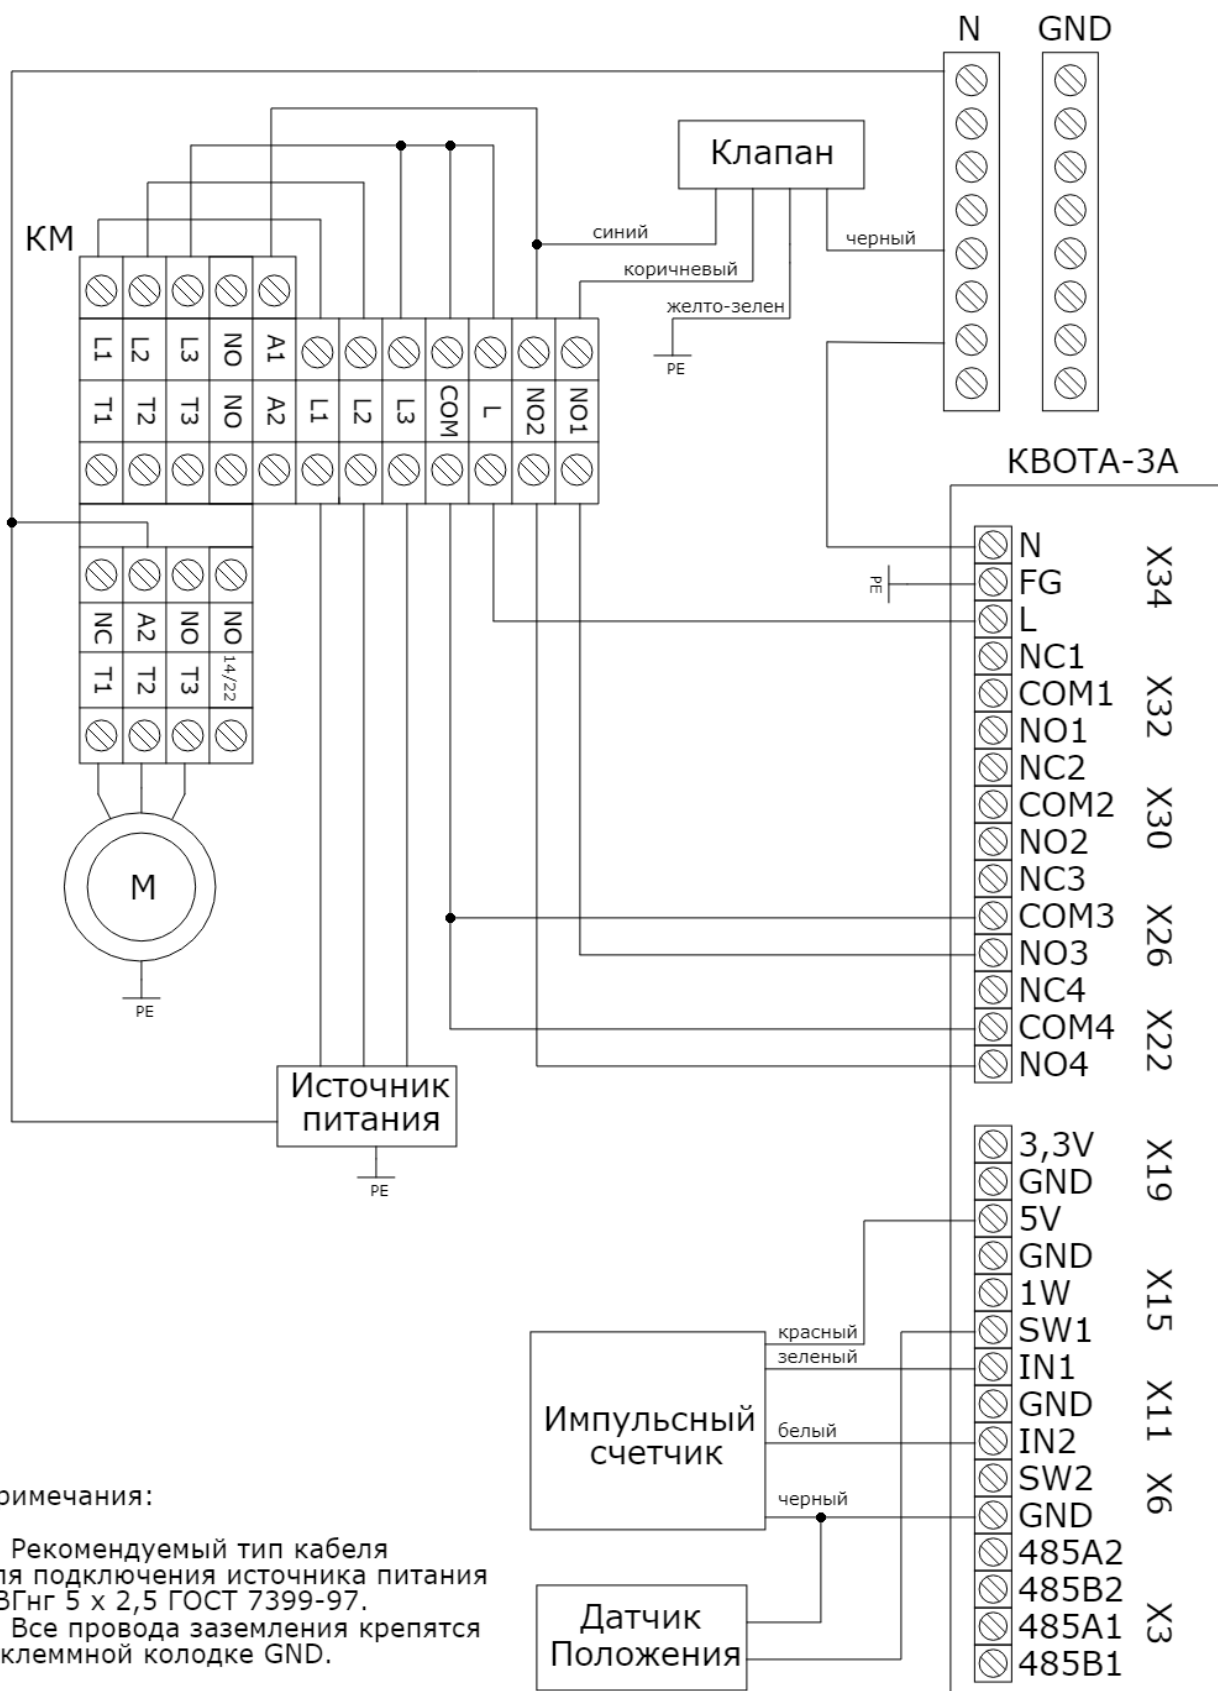 N GND
Клапан
КМ
синий
черный
коричневый
желто-зелен
PE
L1 L2 L3 NO A1
T1 T2 T3 NO A2 L1 L2 L3 COM L NO2 NO1
КВОТА-3А
NC A2 NO NO
T1 T2 T3 14/22
M
PE
PE
N
FG
L
X34
NC1
COM1
NO1
X32
NC2
COM2
NO2
X30
NC3
COM3
NO3
X26
NC4
COM4
NO4
X22
Источник
питания
PE
3,3V
GND
5V
X19
GND
1W
SW1
X15
IN1
GND
IN2
X11
SW2
GND
X6
485A2
485B2
485A1
485B1
X3
красный
зеленый
Импульсный
счетчик
белый
черный
Датчик
Положения
римечания:
Рекомендуемый тип кабеля
ля подключения источника питания
ВГнг 5 х 2,5 ГОСТ 7399-97.
Все провода заземления крепятся
клеммной колодке GND.